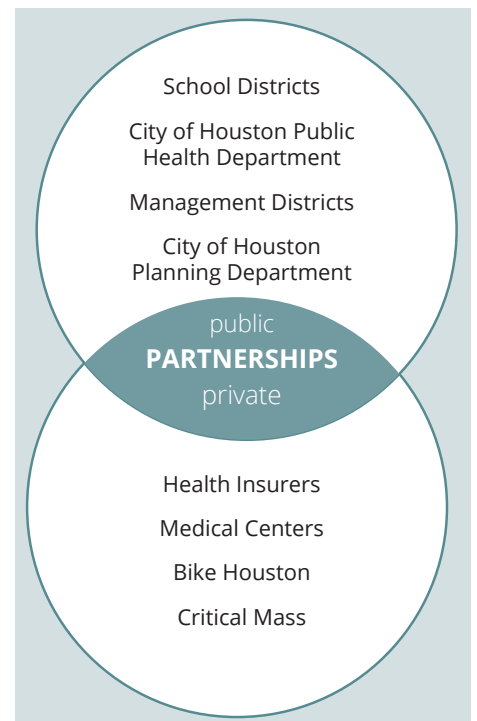 School Districts
City of Houston Public
Health Department
Management Districts
City of Houston
Planning Department
public
PARTNERSHIPS
private
Health Insurers
Medical Centers
Bike Houston
Critical Mass